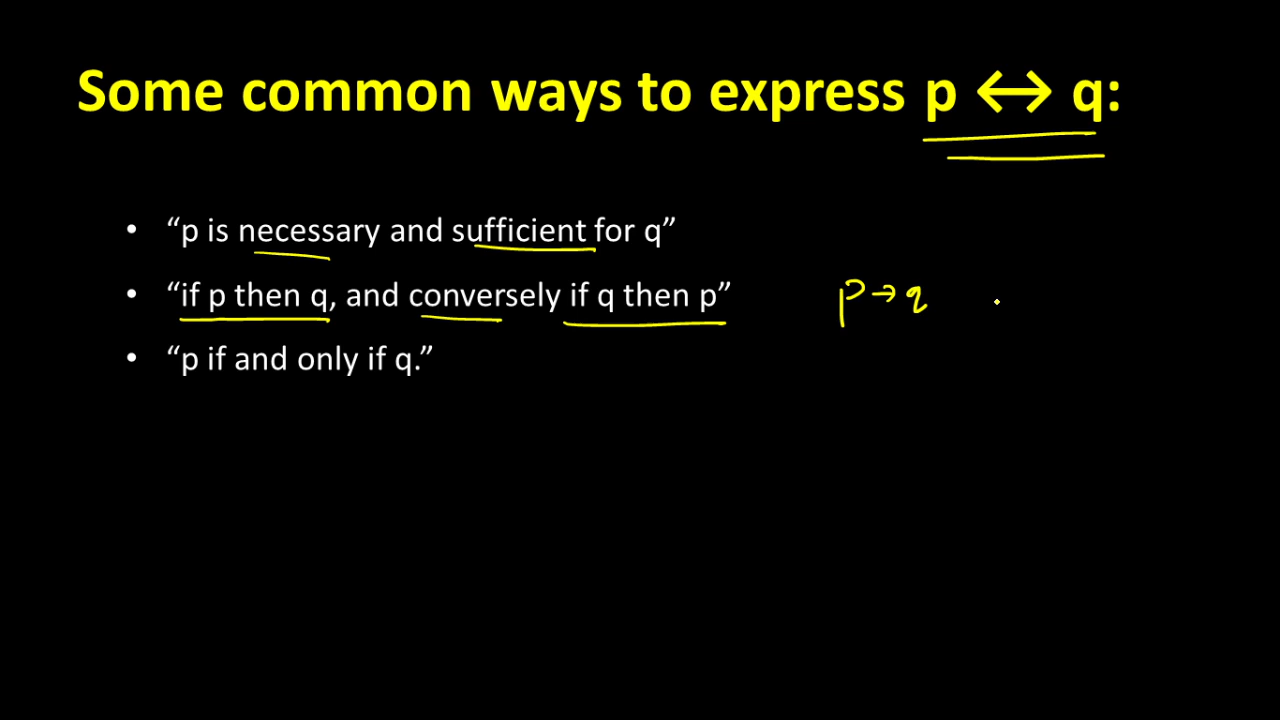 Some common ways to express p ↔ q:
• “p is necessary and sufficient for q”
• “if p then q, and conversely if q then p” p → q
• “p if and only if q.”